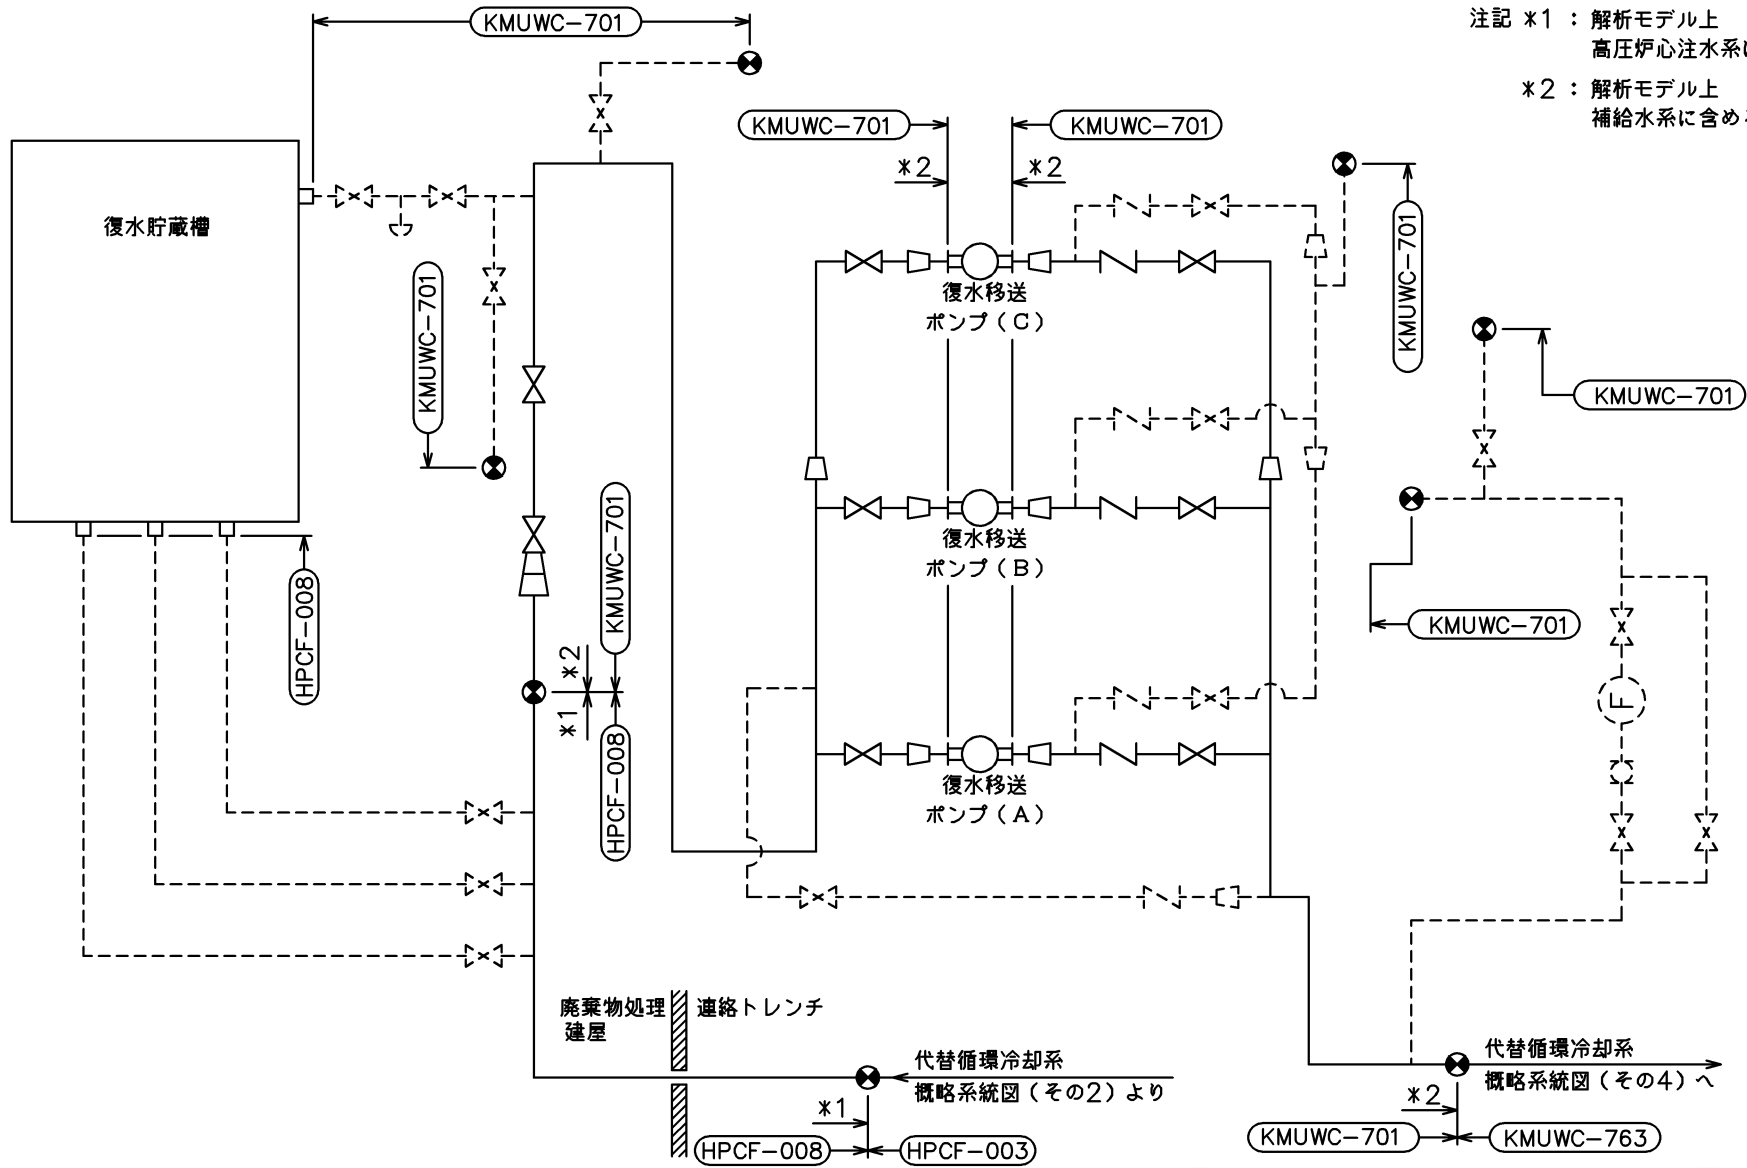 KMUWC-701
注記 *1 : 解析モデル上
高圧炉心注水系に
*2 : 解析モデル上
補給水系に含め
KMUWC-701
KMUWC-701
*2
*2
復水貯蔵槽
KMUWC-701
KMUWC-701
復水移送
ポンプ(C)
KMUWC-701
KMUWC-701
復水移送
ポンプ(B)
HPCF-008
KMUWC-701
*2
*1
HPCF-008
F
復水移送
ポンプ(A)
廃棄物処理
建屋
連絡トレンチ
代替循環冷却系
概略系統図(その2)より
*1
HPCF-008
HPCF-003
代替循環冷却系
概略系統図(その4)へ
*2
KMUWC-701
KMUWC-763